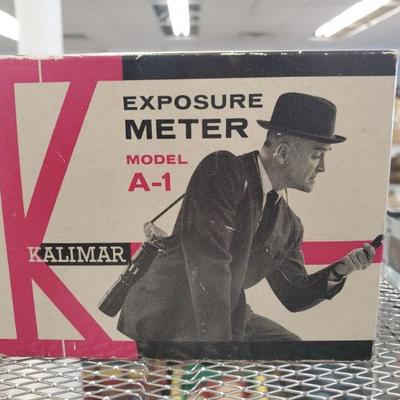 K
EXPOSURE
METER
MODEL
A-1
KALIMAR